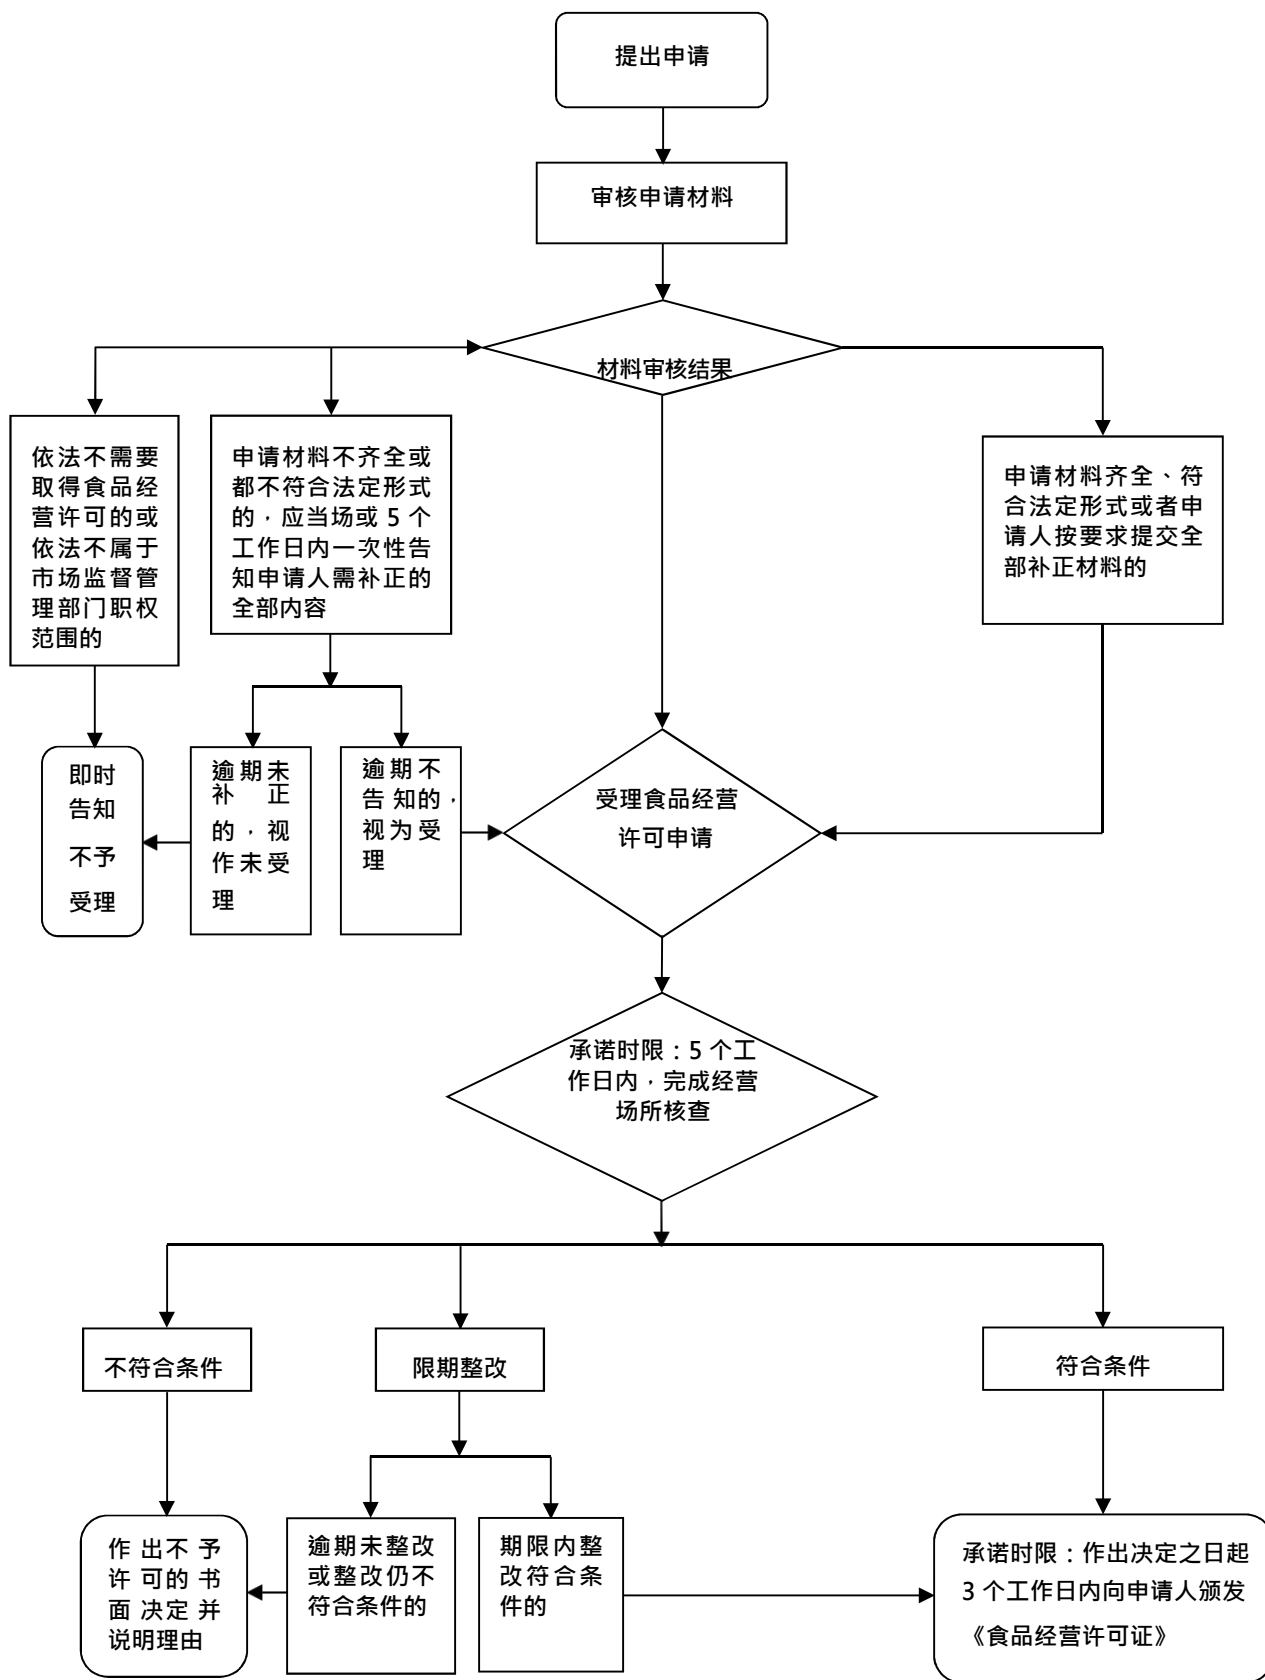 提出申请
审核申请材料
材料审核结果
依法不需要
取得食品经
营许可的或
依法不属于
市场监督管
理部门职权
范围的
申请材料不齐全或
都不符合法定形式
的，应当场或 5 个
工作日内一次性告
知申请人需补正的
全部内容
申请材料齐全、符
合法定形式或者申
请人按要求提交全
部补正材料的
即时
告知
不予
受理
逾期未
补 正
的，视
作未受
理
逾期不
告知的，
视为受
理
受理食品经营
许可申请
承诺时限：5 个工
作日内，完成经营
场所核查
不符合条件
限期整改
符合条件
作出不予
许可的书
面决定并
说明理由
逾期未整改
或整改仍不
符合条件的
期限内整
改符合条
件的
承诺时限：作出决定之日起
3 个工作日内向申请人颁发
《食品经营许可证》